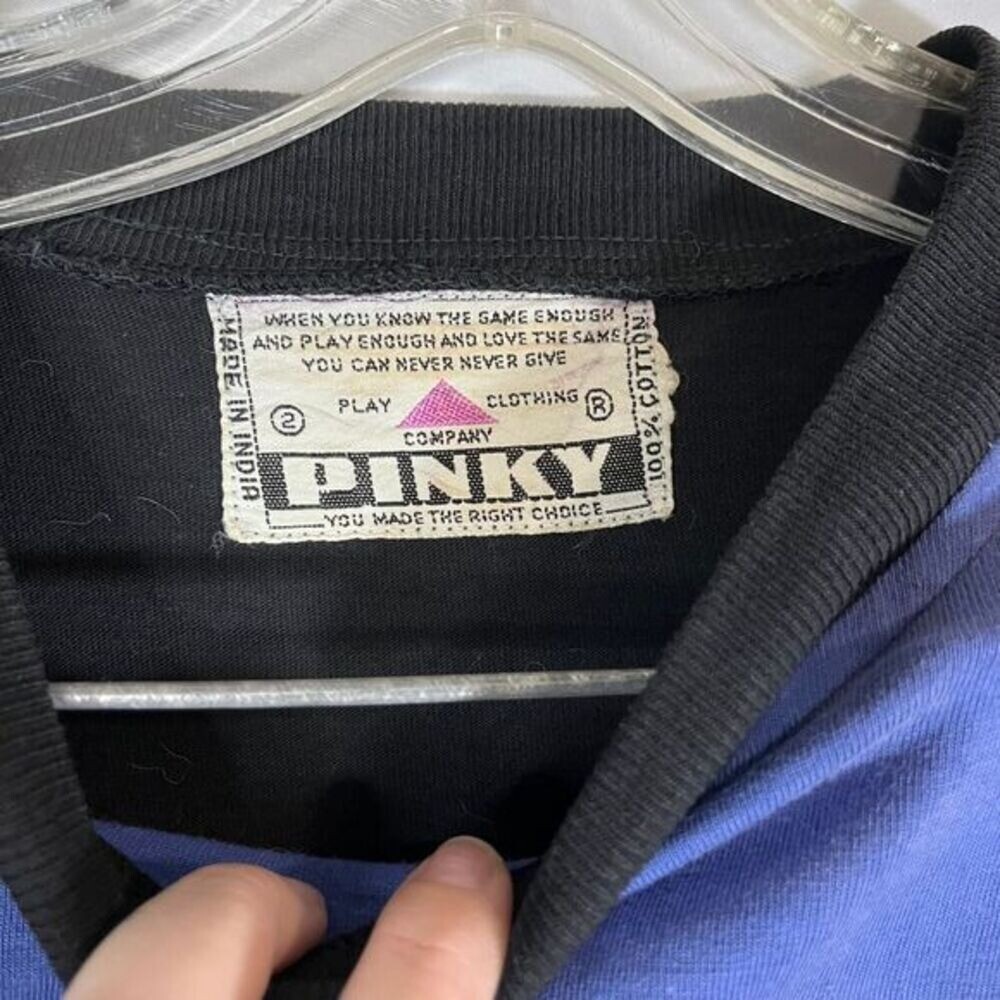 WHEN YOU KNOW THE GAME ENOUGH
AND PLAY ENOUGH AND LOVE THE SAME
YOU CAN NEVER NEVER GIVE
2 PLAY CLOTHING R
COMPANY
PINKY
YOU MADE THE RIGHT CHOICE
MADE IN INDIA
100% COTTON